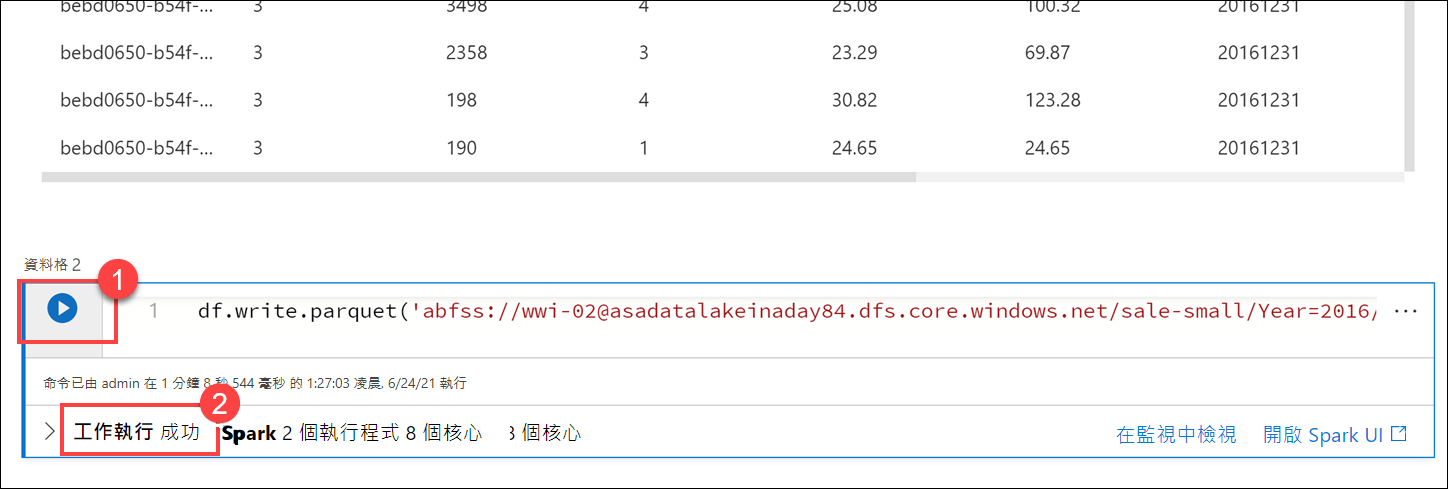 bebd0650-b54f-... 3 3498 4 25.08 100.32 20161231
bebd0650-b54f-... 3 2358 3 23.29 69.87 20161231
bebd0650-b54f-... 3 198 4 30.82 123.28 20161231
bebd0650-b54f-... 3 190 1 24.65 24.65 20161231
資料格 2
1
1 df.write.parquet('abfss://wwi-02@asadatalakeinaday84.dfs.core.windows.net/sale-small/Year=2016/ ...
命令已由 admin 在 1 分鐘 8 秒 544 毫秒 的 1:27:03 凌晨, 6/24/21 執行
2
工作執行 成功 Spark 2 個執行程式 8 個核心 個核心 在監視中檢視 開啟 Spark UI